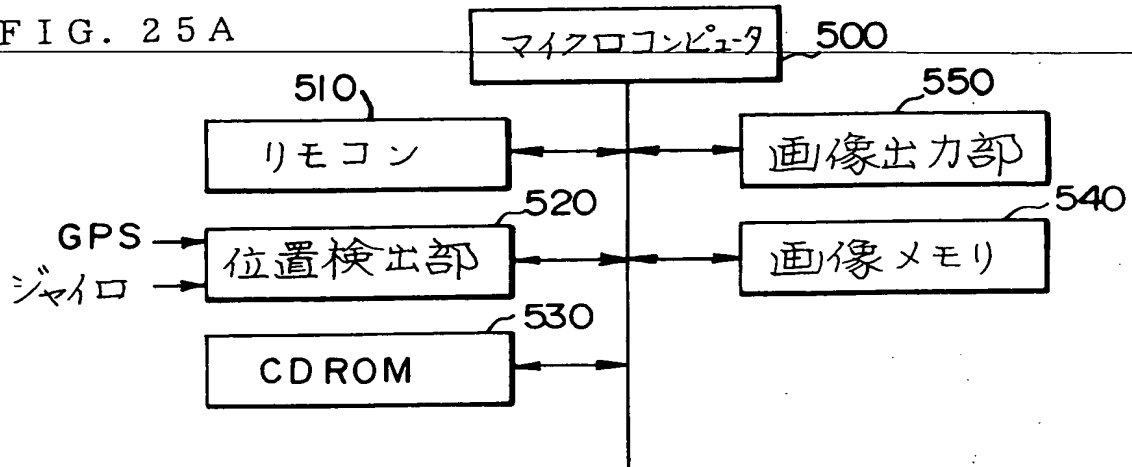 FIG. 25A
マイクロコンピュータ 500
510
リモコン
550
画像出力部
520
GPS
ジャイロ
位置検出部
540
画像メモリ
530
CD ROM